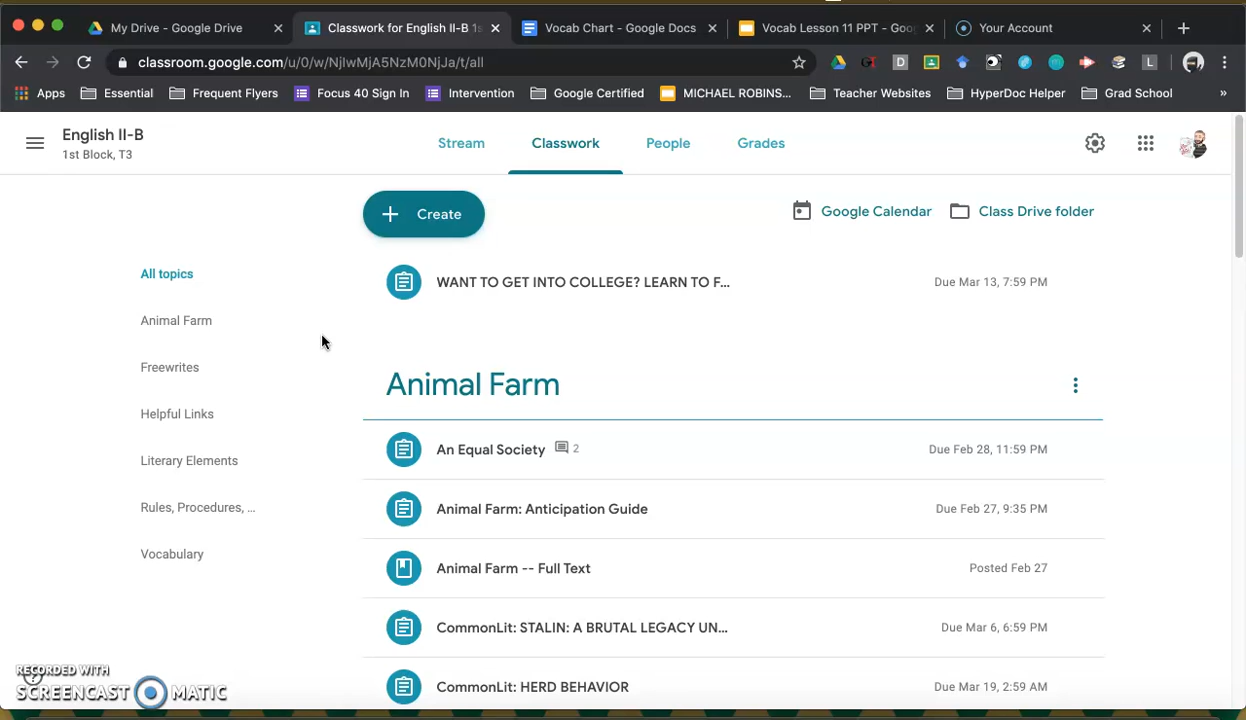 My Drive - Google Drive
Classwork for English II-B 1s
Vocab Chart - Google Docs
Vocab Lesson 11 PPT - Goo
Your Account
classroom.google.com/u/0/w/NjIwMjA5NzM0NjJa/t/all
D
L
Apps
Essential
Frequent Flyers
Focus 40 Sign In
Intervention
Google Certified
MICHAEL ROBINS...
Teacher Websites
HyperDoc Helper
Grad School
»
English II-B
1st Block, T3
Stream
Classwork
People
Grades
Create
Google Calendar
Class Drive folder
WANT TO GET INTO COLLEGE? LEARN TO F...
Due Mar 13, 7:59 PM
All topics
Animal Farm
Freewrites
Helpful Links
Literary Elements
Rules, Procedures, ...
Vocabulary
Animal Farm
An Equal Society
2
Due Feb 28, 11:59 PM
Animal Farm: Anticipation Guide
Due Feb 27, 9:35 PM
Animal Farm -- Full Text
Posted Feb 27
CommonLit: STALIN: A BRUTAL LEGACY UN...
Due Mar 6, 6:59 PM
CommonLit: HERD BEHAVIOR
Due Mar 19, 2:59 AM
RECORDED WITH
SCREENCAST MATIC